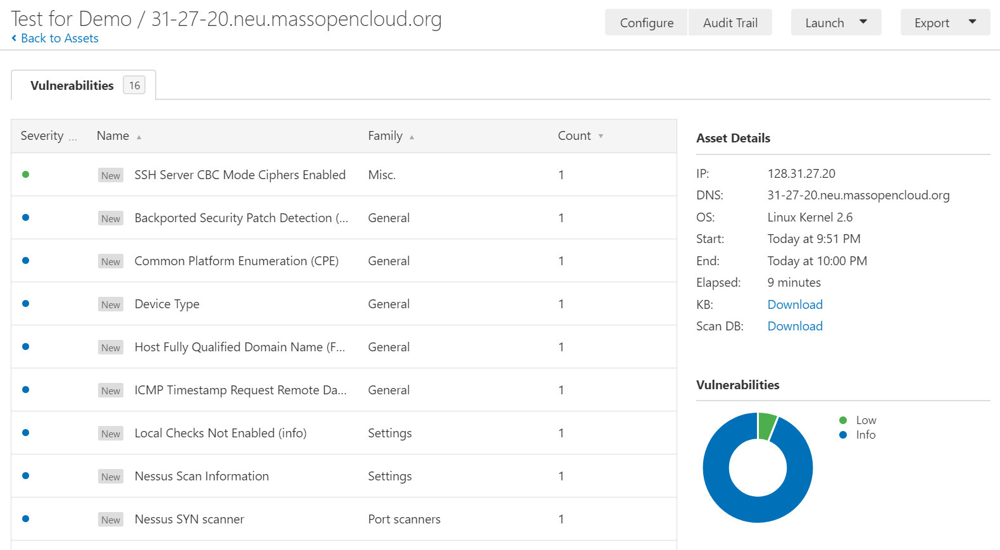 Test for Demo / 31-27-20.neu.massopencloud.org
Back to Assets
Configure
Audit Trail
Launch
Export
Vulnerabilities 16
Severity ... Name Family Count
New SSH Server CBC Mode Ciphers Enabled Misc. 1
New Backported Security Patch Detection (... General 1
New Common Platform Enumeration (CPE) General 1
New Device Type General 1
New Host Fully Qualified Domain Name (F... General 1
New ICMP Timestamp Request Remote Da... General 1
New Local Checks Not Enabled (info) Settings 1
New Nessus Scan Information Settings 1
New Nessus SYN scanner Port scanners 1
Asset Details
IP: 128.31.27.20
DNS: 31-27-20.neu.massopencloud.org
OS: Linux Kernel 2.6
Start: Today at 9:51 PM
End: Today at 10:00 PM
Elapsed: 9 minutes
KB: Download
Scan DB: Download
Vulnerabilities
Low
Info